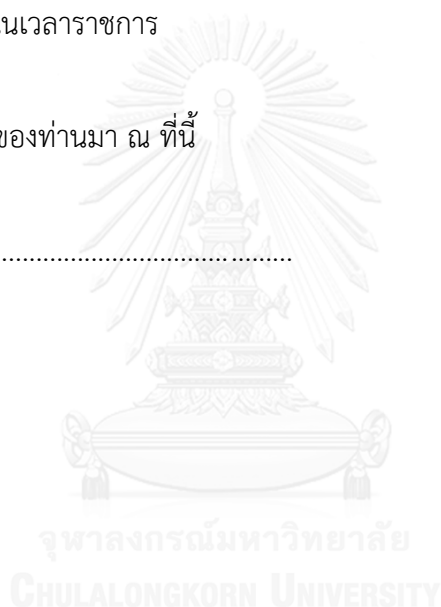 นเวลาราชการ
ของท่านมา ณ ที่นี้
..........................................
จุฬาลงกรณ์มหาวิทยาลัย
CHULALONGKORN UNIVERSITY